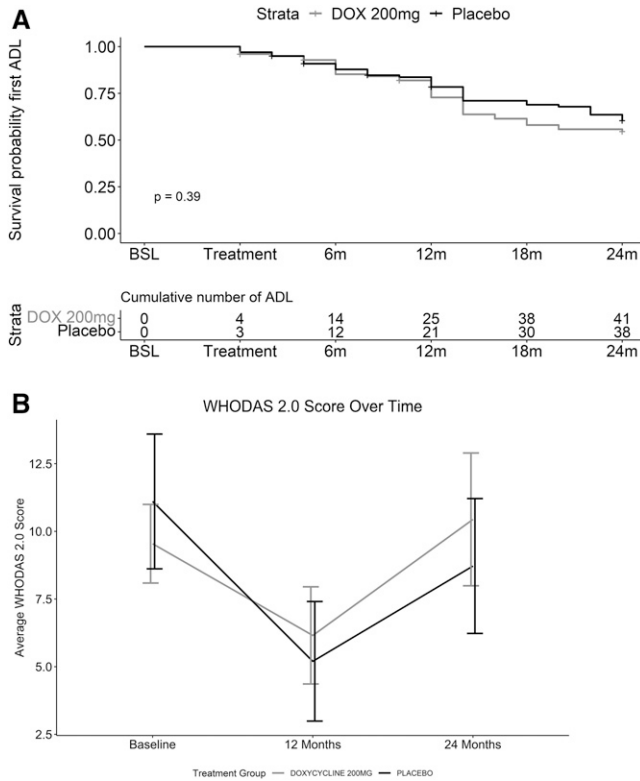 A
Strata DOX 200mg Placebo
Survival probability first ADL
1.00
0.75
0.50
0.25
0.00
p = 0.39
BSL Treatment 6m 12m 18m 24m
Cumulative number of ADL
Strata
DOX 200mg 0 4 14 25 38 41
Placebo 0 3 12 21 30 38
BSL Treatment 6m 12m 18m 24m
B
WHODAS 2.0 Score Over Time
Average WHODAS 2.0 Score
12.5
10.0
7.5
5.0
2.5
Baseline 12 Months 24 Months
Treatment Group DOXYCYCLINE 200MG PLACEBO